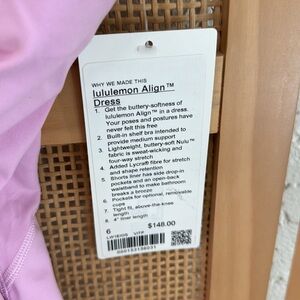 WHY WE MADE THIS
lululemon Align™
Dress
1. Get the buttery-softness of
lululemon Align™ in a dress.
Your poses and postures have
never felt this free
2. Built-in shelf bra intended to
provide medium support
3. Lightweight, buttery-soft Nulu™
fabric is sweat-wicking and
four-way stretch
4. Added Lycra® fibre for stretch
and shape retention
5. Shorts liner has side drop-in
pockets and an open-back
waistband to make bathroom
breaks a breeze
6. Pockets for optional, removable
cups
7. Tight fit, above-the-knee
length
8. 4" liner length
6 $148.00